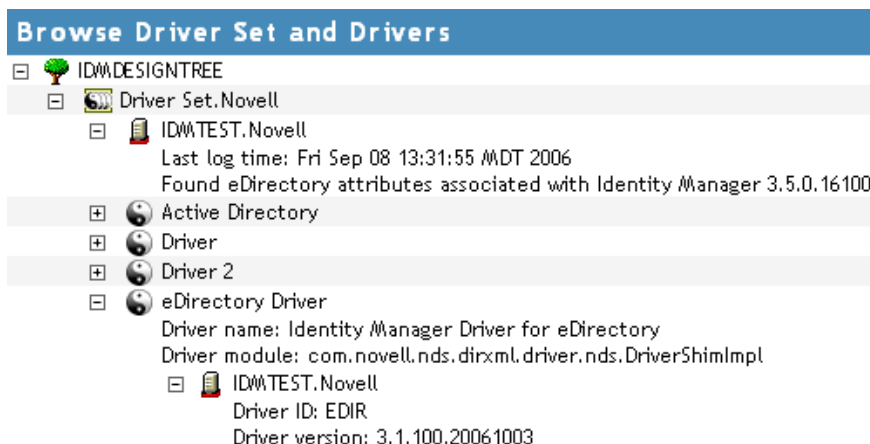 Browse Driver Set and Drivers
IDMDESIGNTREE
Driver Set.Novell
IDMTEST.Novell
Last log time: Fri Sep 08 13:31:55 MDT 2006
Found eDirectory attributes associated with Identity Manager 3.5.0.16100
Active Directory
Driver
Driver 2
eDirectory Driver
Driver name: Identity Manager Driver for eDirectory
Driver module: com.novell.nds.dirxml.driver.nds.DriverShimImpl
IDMTEST.Novell
Driver ID: EDIR
Driver version: 3.1.100.20061003